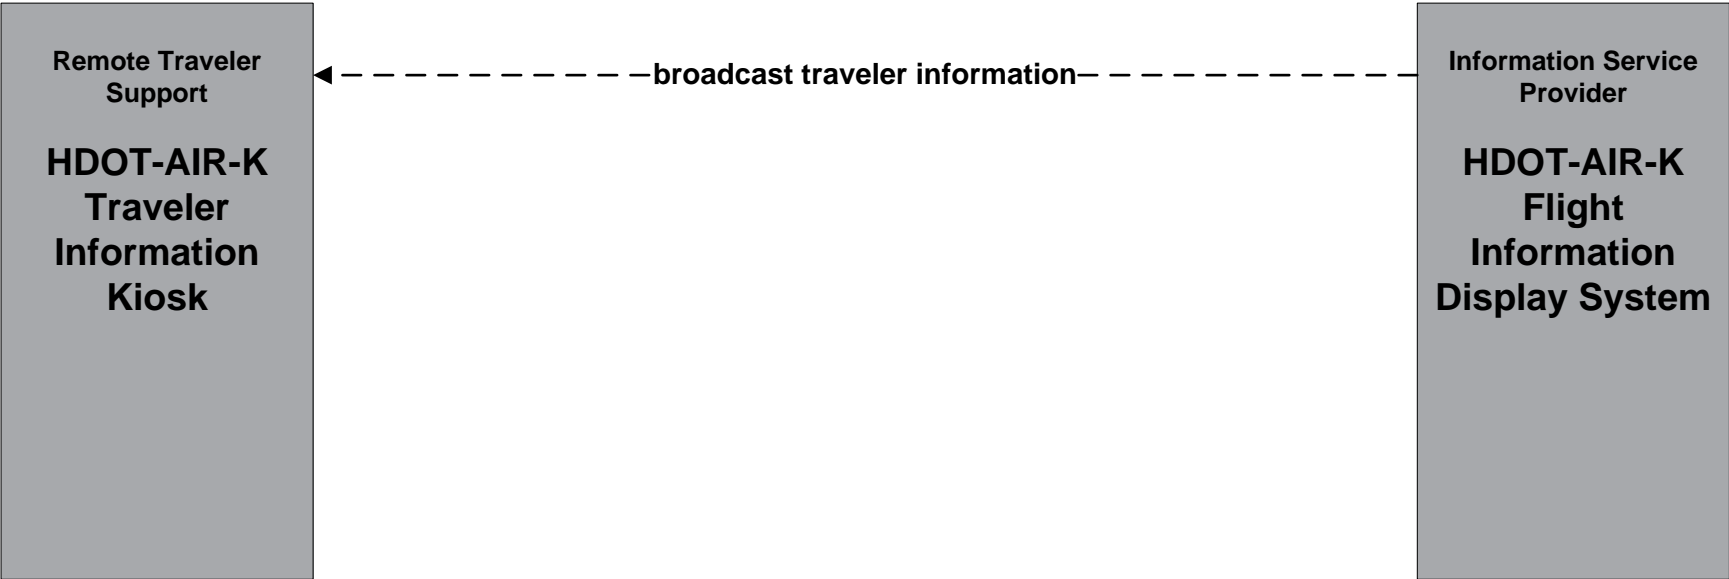 Remote Traveler
Support
HDOT-AIR-K
Traveler
Information
Kiosk
broadcast traveler information
Information Service
Provider
HDOT-AIR-K
Flight
Information
Display System